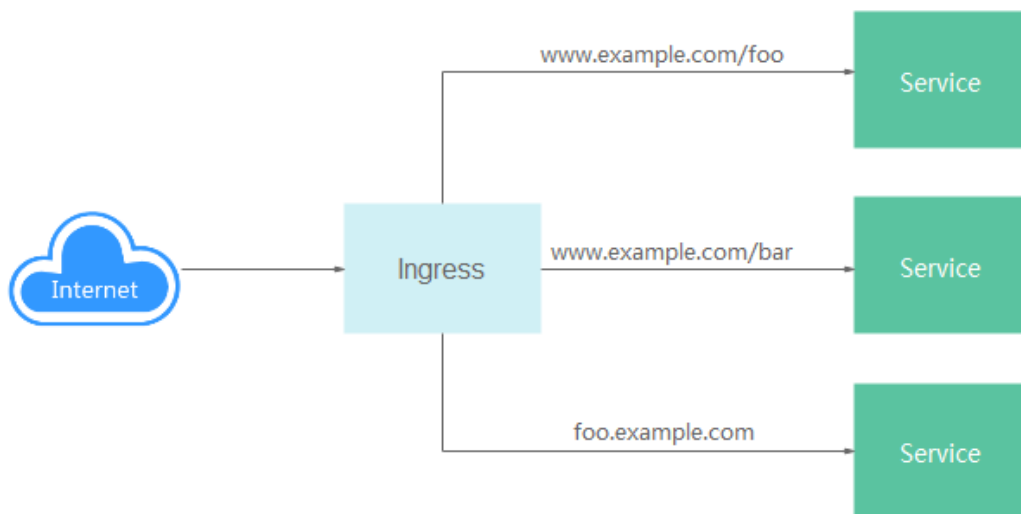 www.example.com/foo
Service
Internet
Ingress
www.example.com/bar
Service
foo.example.com
Service